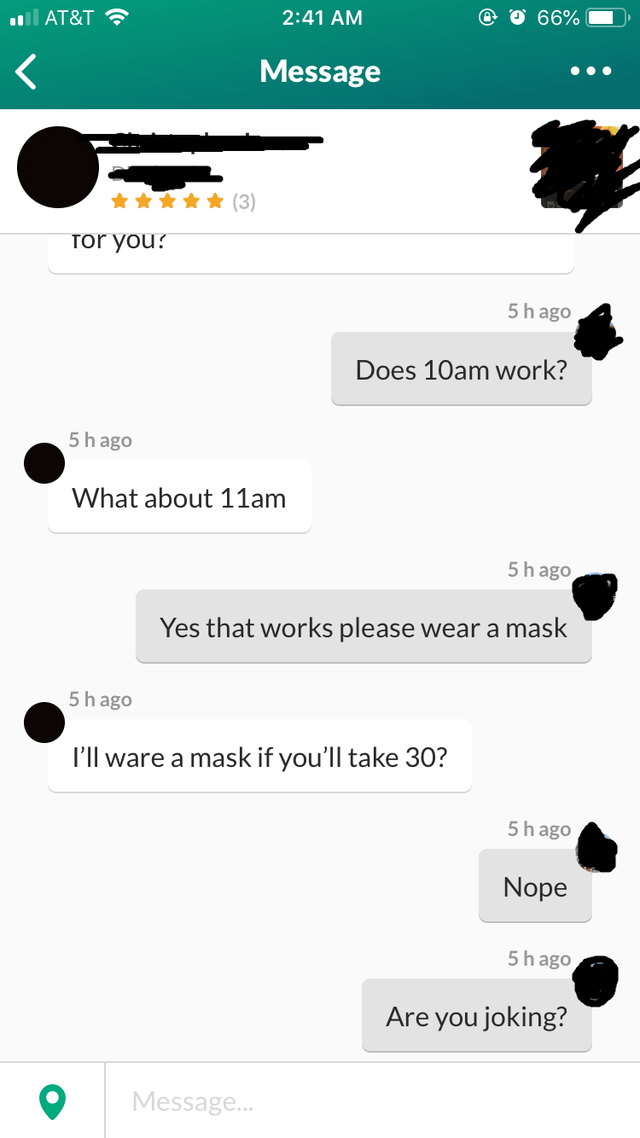 AT&T 2:41 AM 66%
Message
(3)
for you?
5 h ago
Does 10am work?
5 h ago
What about 11am
5 h ago
Yes that works please wear a mask
5 h ago
I'll ware a mask if you'll take 30?
5 h ago
Nope
5 h ago
Are you joking?
Message...